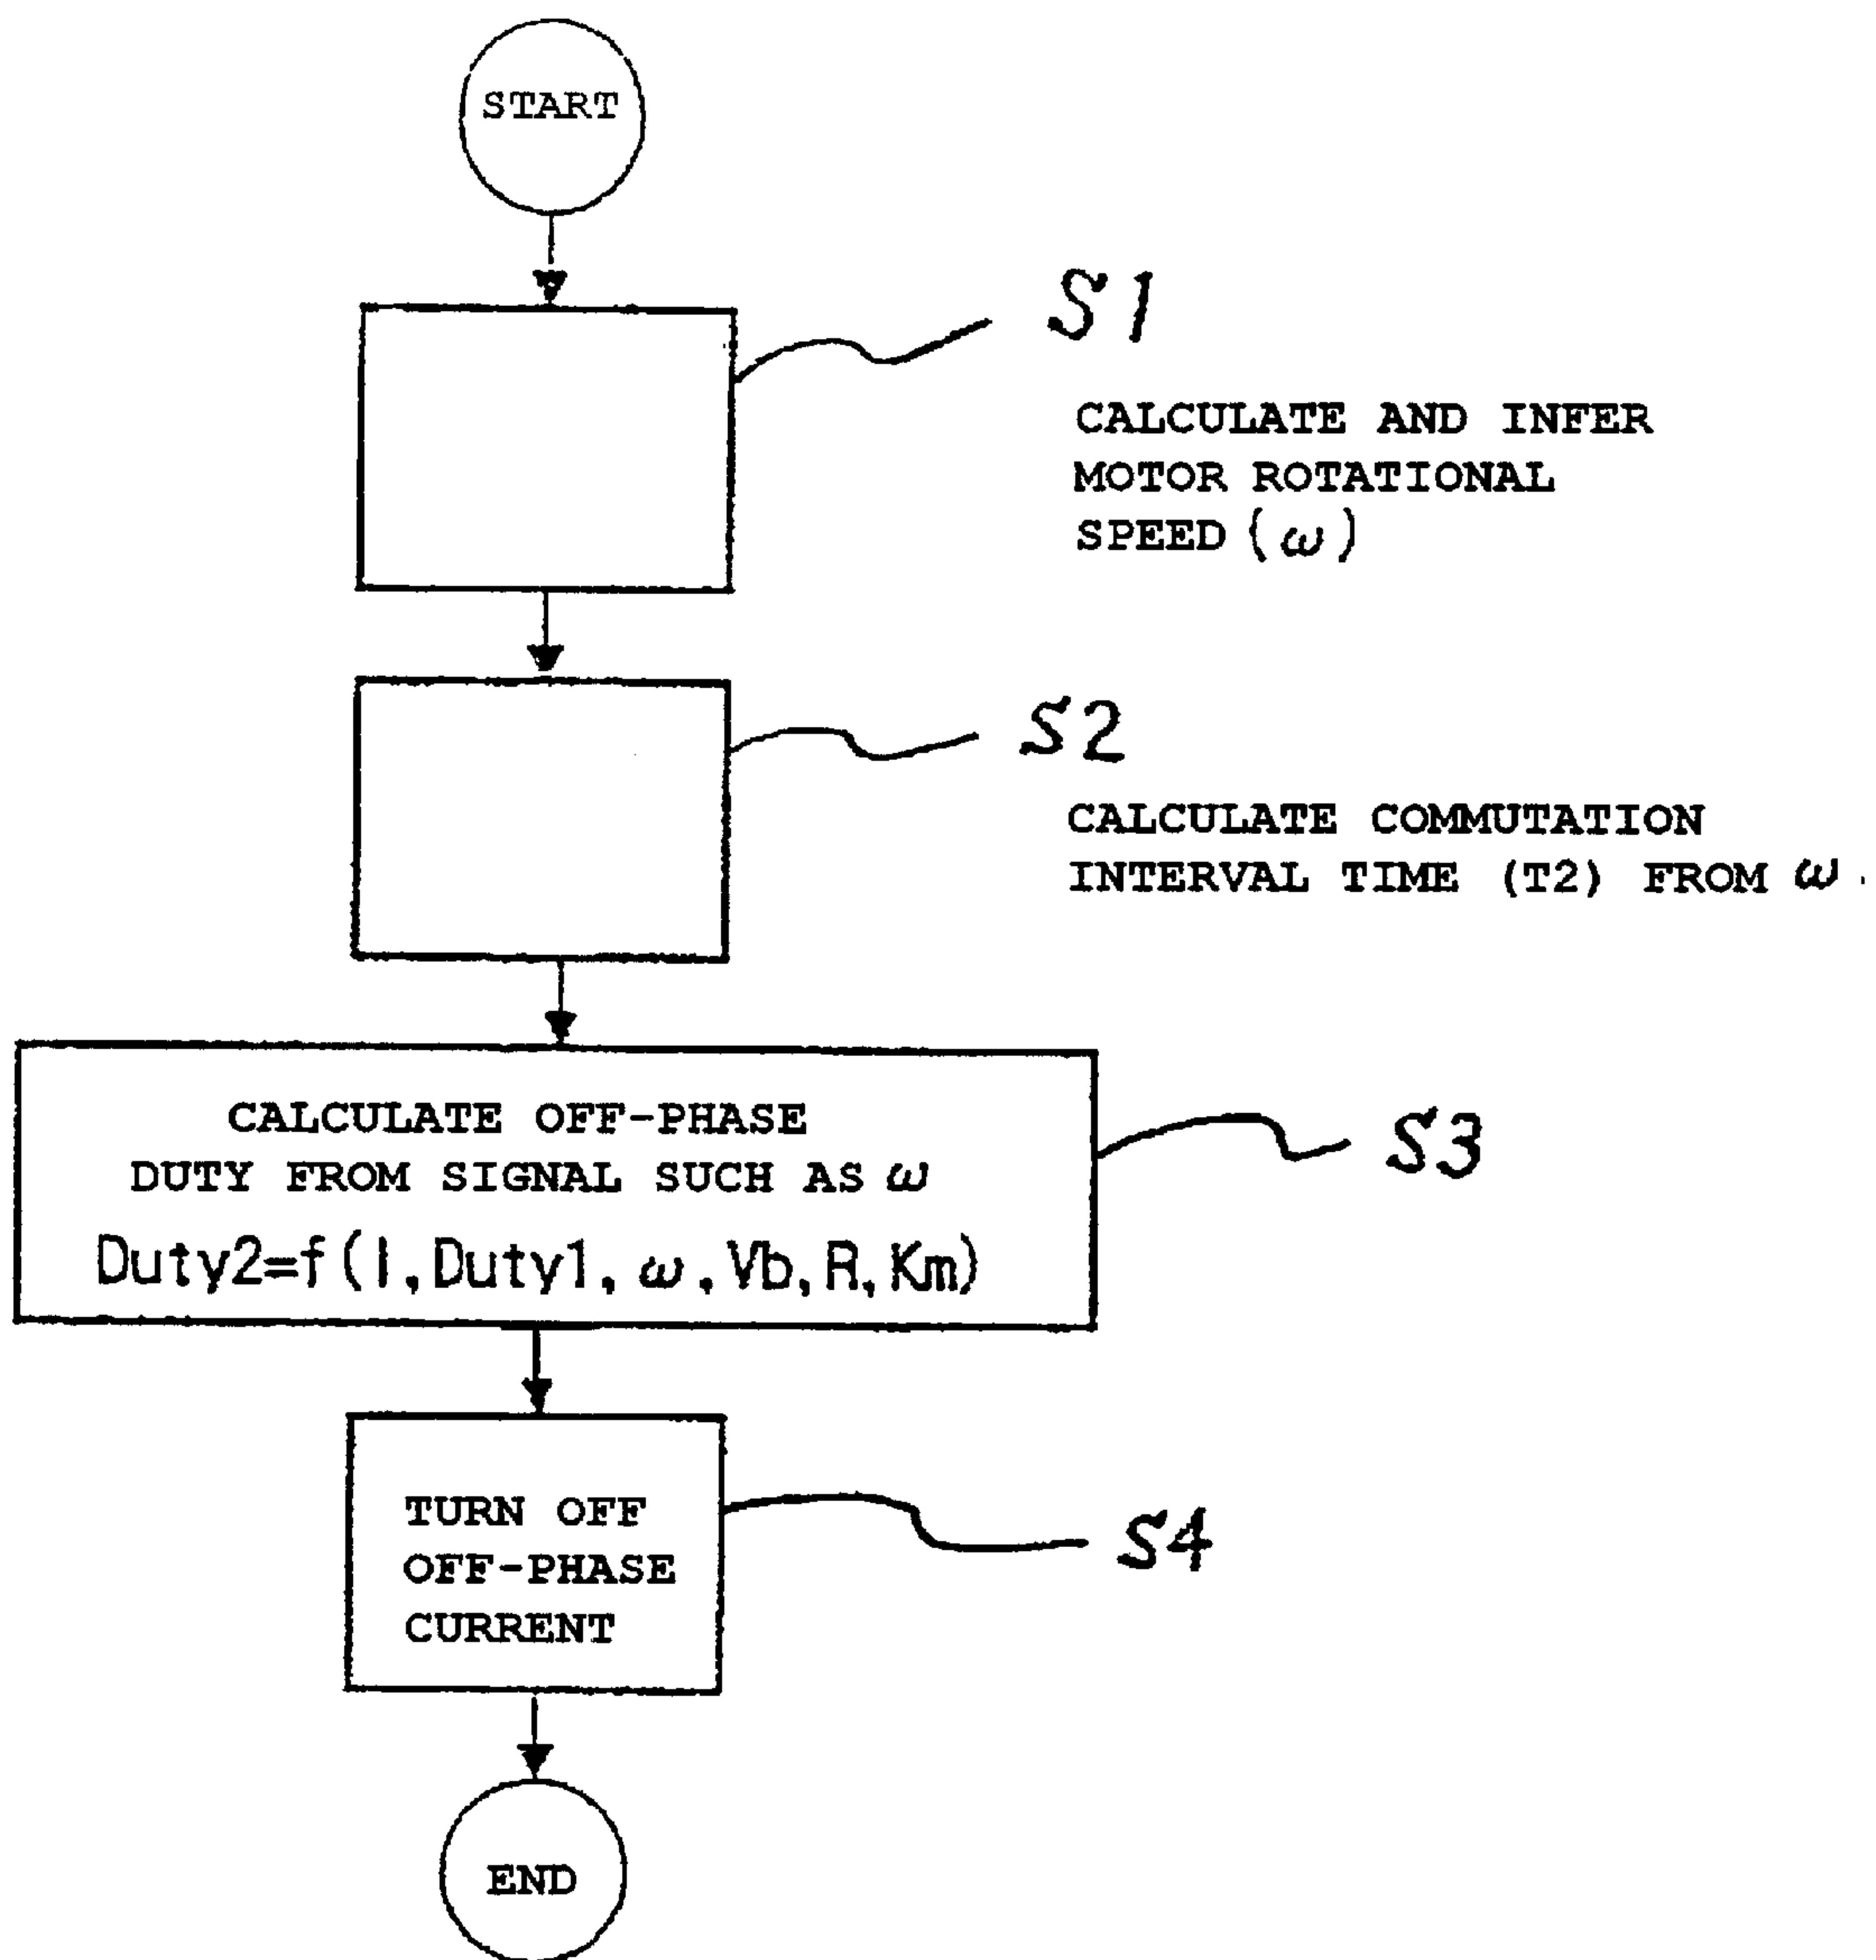 START
S1
CALCULATE AND INFER
MOTOR ROTATIONAL
SPEED (ω)
S2
CALCULATE COMMUTATION
INTERVAL TIME (T2) FROM ω.
CALCULATE OFF-PHASE
DUTY FROM SIGNAL SUCH AS ω
Duty2=f(I,Duty1,ω,Vb,R,Km)
S3
TURN OFF
OFF-PHASE
CURRENT
S4
END